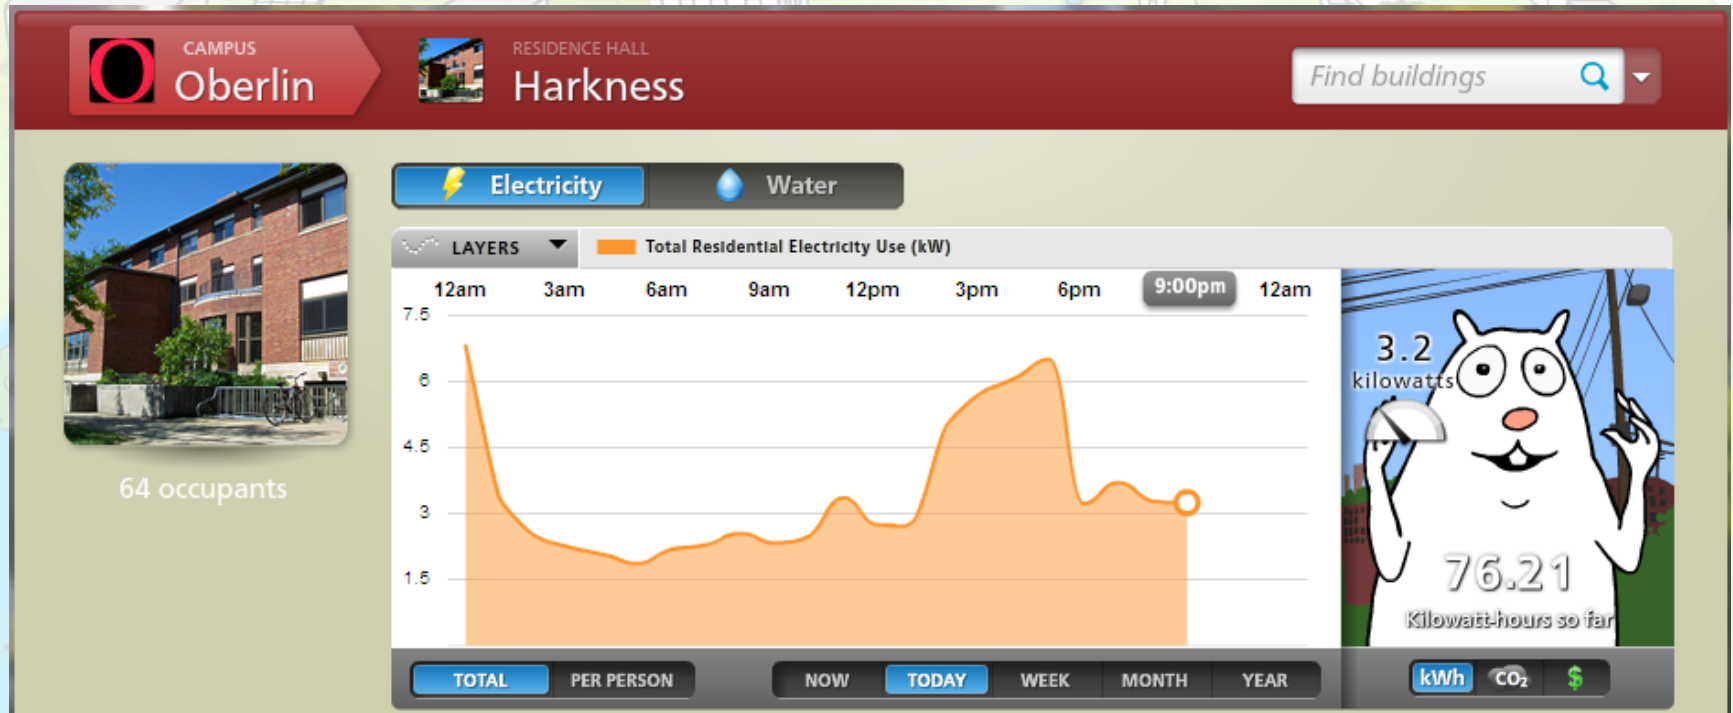 CAMPUS
Oberlin
RESIDENCE HALL
Harkness
Find buildings
Electricity
Water
LAYERS
Total Residential Electricity Use (kW)
12am 3am 6am 9am 12pm 3pm 6pm 9:00pm 12am
7.5
6
4.5
3
1.5
3.2
kilowatts
76.21
Kilowatt-hours so far
64 occupants
TOTAL PER PERSON
NOW TODAY WEEK MONTH YEAR
kWh CO₂ $